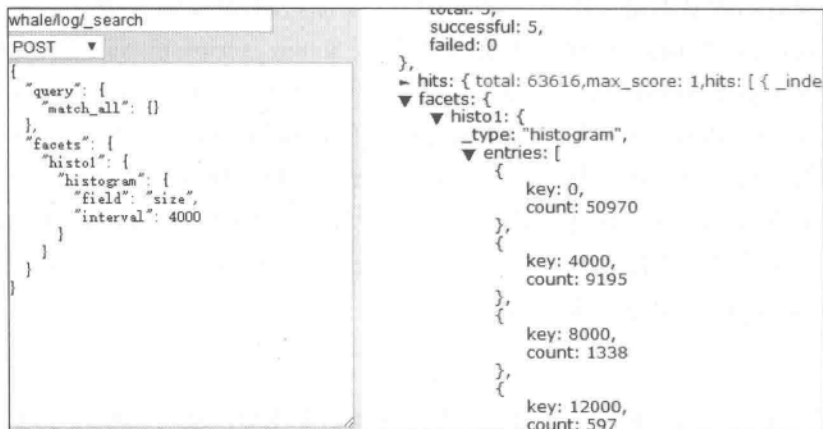 whale/log/_search
POST ▼
{
"query": {
"match_all": {}
},
"facets": {
"histo1": {
"histogram": {
"field": "size",
"interval": 4000
}
}
}
}
total: 5,
successful: 5,
failed: 0
},
► hits: { total: 63616,max_score: 1,hits: [ { _inde
▼ facets: {
▼ histo1: {
_type: "histogram",
▼ entries: [
{
key: 0,
count: 50970
},
{
key: 4000,
count: 9195
},
{
key: 8000,
count: 1338
},
{
key: 12000,
count: 597